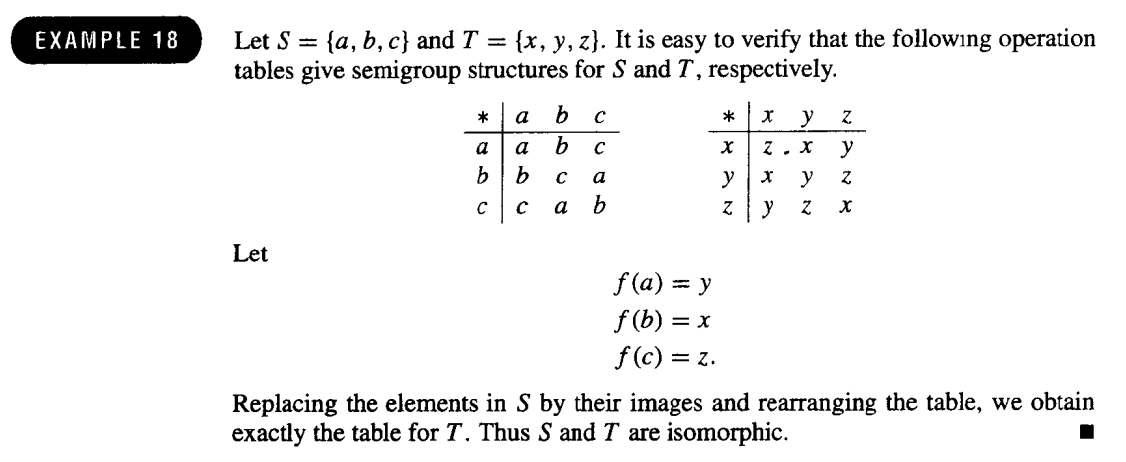 EXAMPLE 18
Let S = {a, b, c} and T = {x, y, z}. It is easy to verify that the following operation
tables give semigroup structures for S and T, respectively.
* | a b c    * | x y z
a | a b c    x | z . x y
b | b c a    y | x y z
c | c a b    z | y z x
Let
f(a) = y
f(b) = x
f(c) = z.
Replacing the elements in S by their images and rearranging the table, we obtain
exactly the table for T. Thus S and T are isomorphic. ■